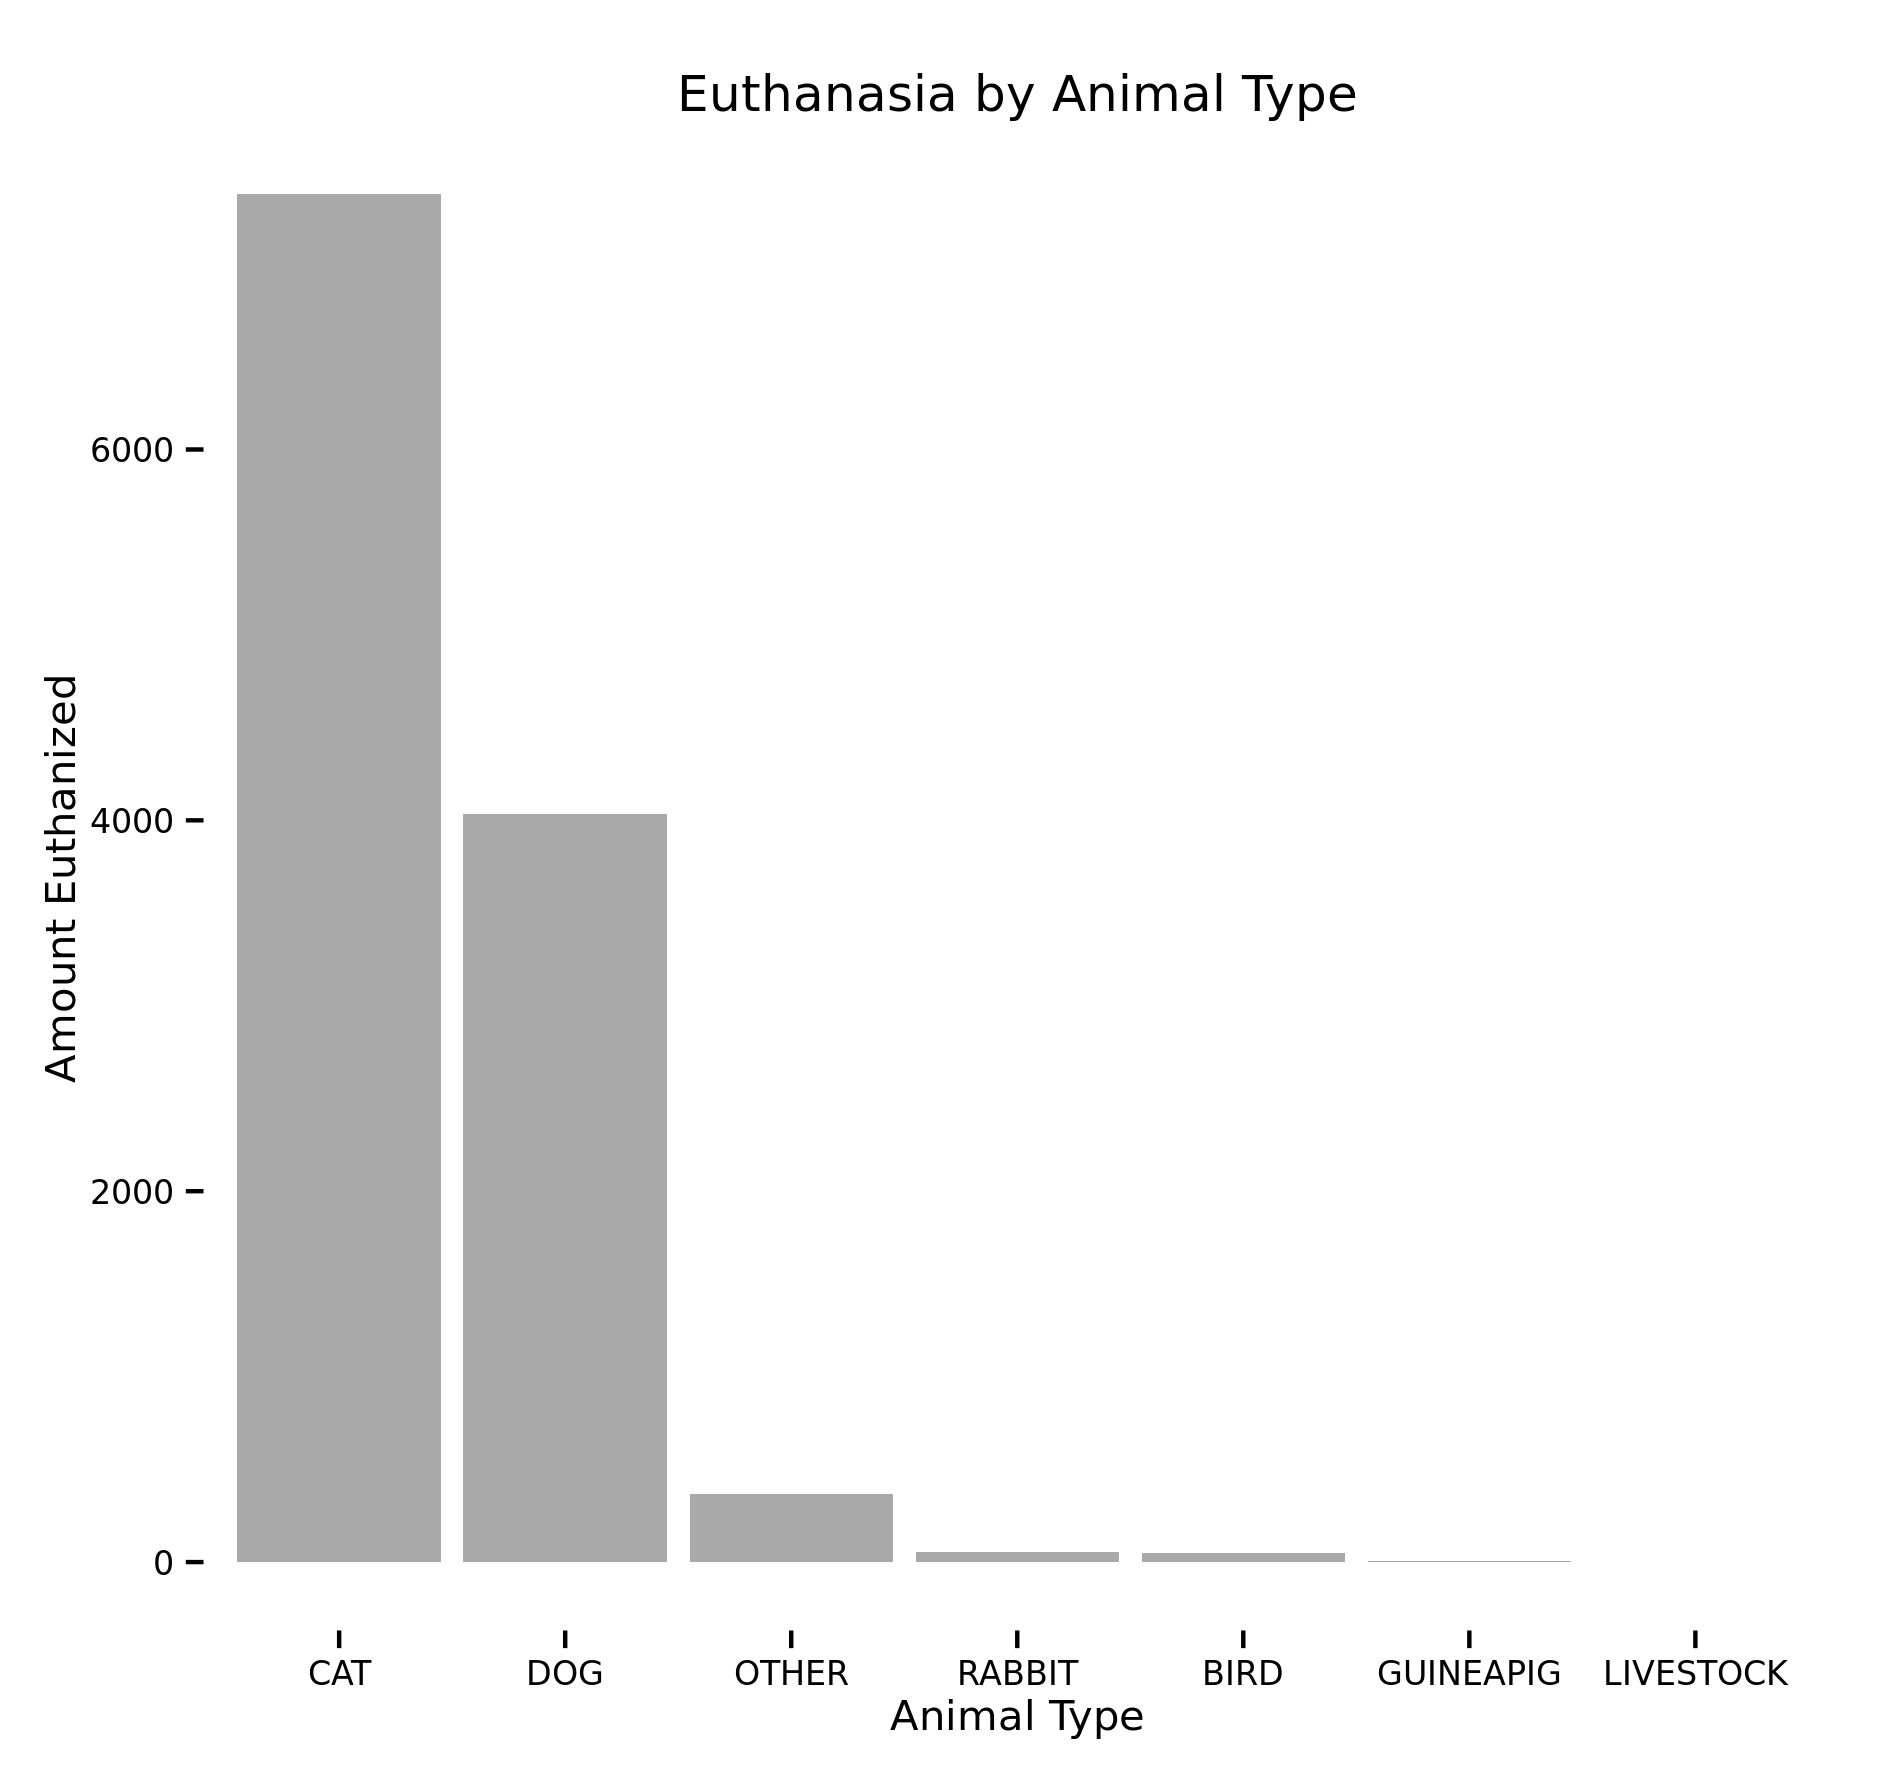 Euthanasia by Animal Type
Amount Euthanized
6000
4000
2000
0
CAT DOG OTHER RABBIT BIRD GUINEAPIG LIVESTOCK
Animal Type